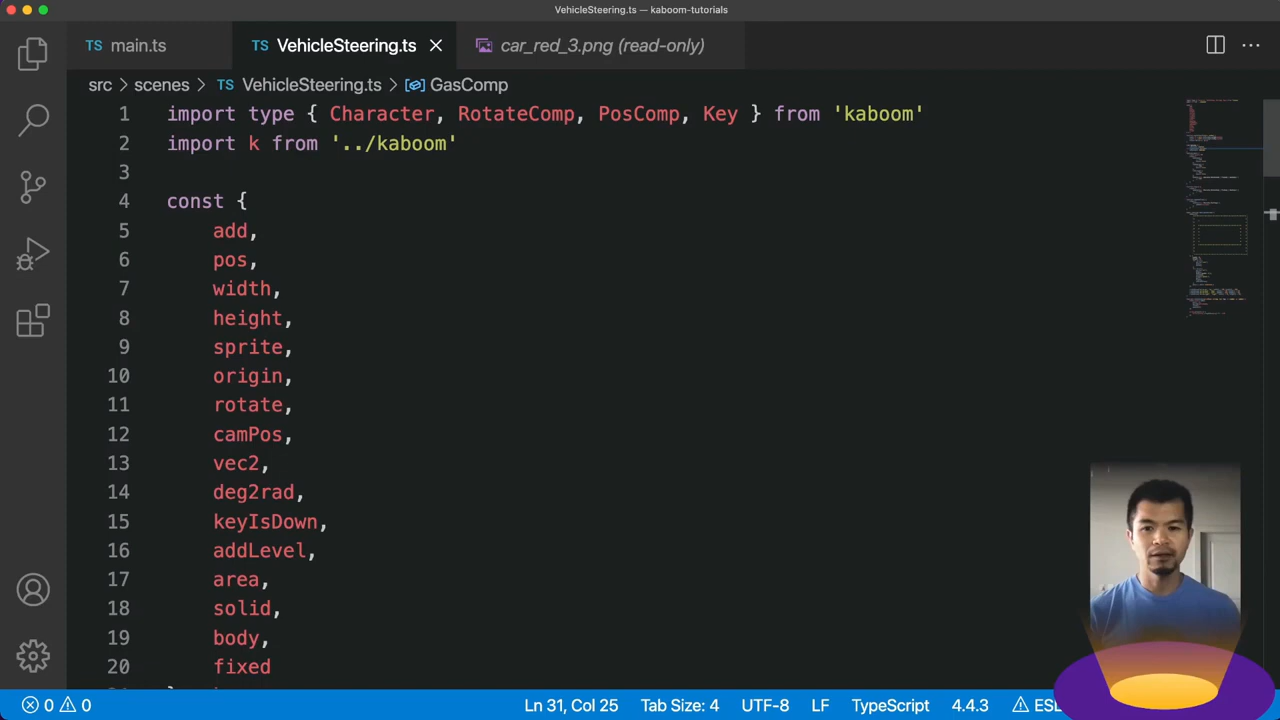 VehicleSteering.ts — kaboom-tutorials
TS main.ts
TS VehicleSteering.ts
car_red_3.png (read-only)
src > scenes > TS VehicleSteering.ts > GasComp
1 import type { Character, RotateComp, PosComp, Key } from 'kaboom'
2 import k from '../kaboom'
3
4 const {
5 add,
6 pos,
7 width,
8 height,
9 sprite,
10 origin,
11 rotate,
12 camPos,
13 vec2,
14 deg2rad,
15 keyIsDown,
16 addLevel,
17 area,
18 solid,
19 body,
20 fixed
0 0 Ln 31, Col 25 Tab Size: 4 UTF-8 LF TypeScript 4.4.3 ESL